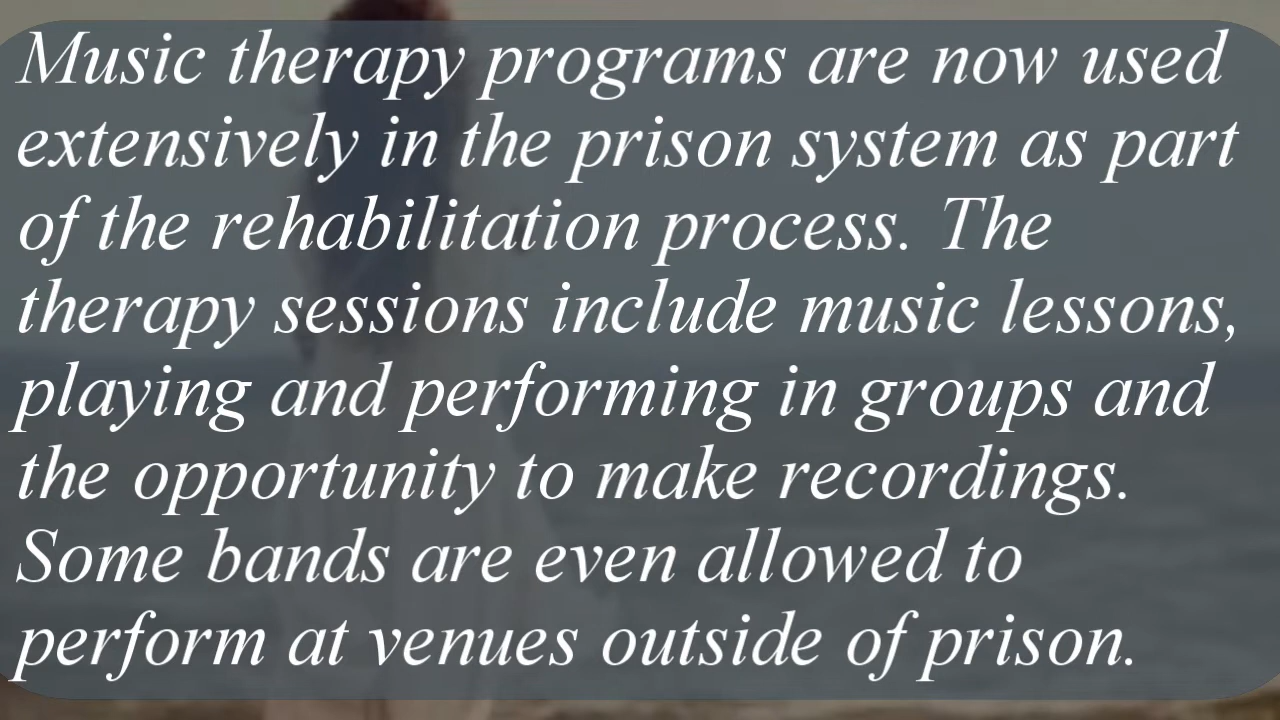 Music therapy programs are now used
extensively in the prison system as part
of the rehabilitation process. The
therapy sessions include music lessons,
playing and performing in groups and
the opportunity to make recordings.
Some bands are even allowed to
perform at venues outside of prison.